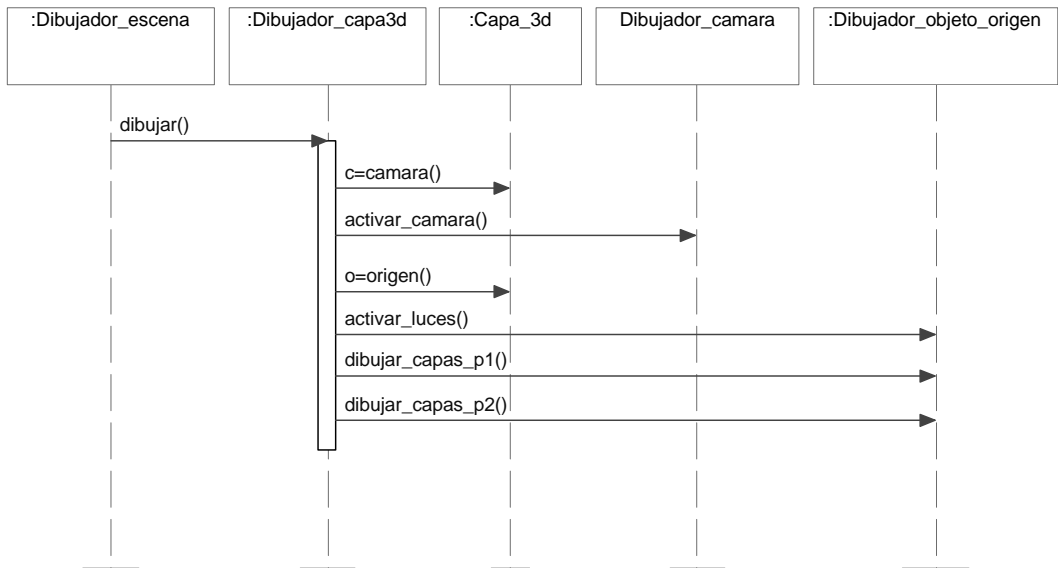 :Dibujador_escena
:Dibujador_capa3d
:Capa_3d
Dibujador_camara
:Dibujador_objeto_origen
dibujar()
c=camara()
activar_camara()
o=origen()
activar_luces()
dibujar_capas_p1()
dibujar_capas_p2()